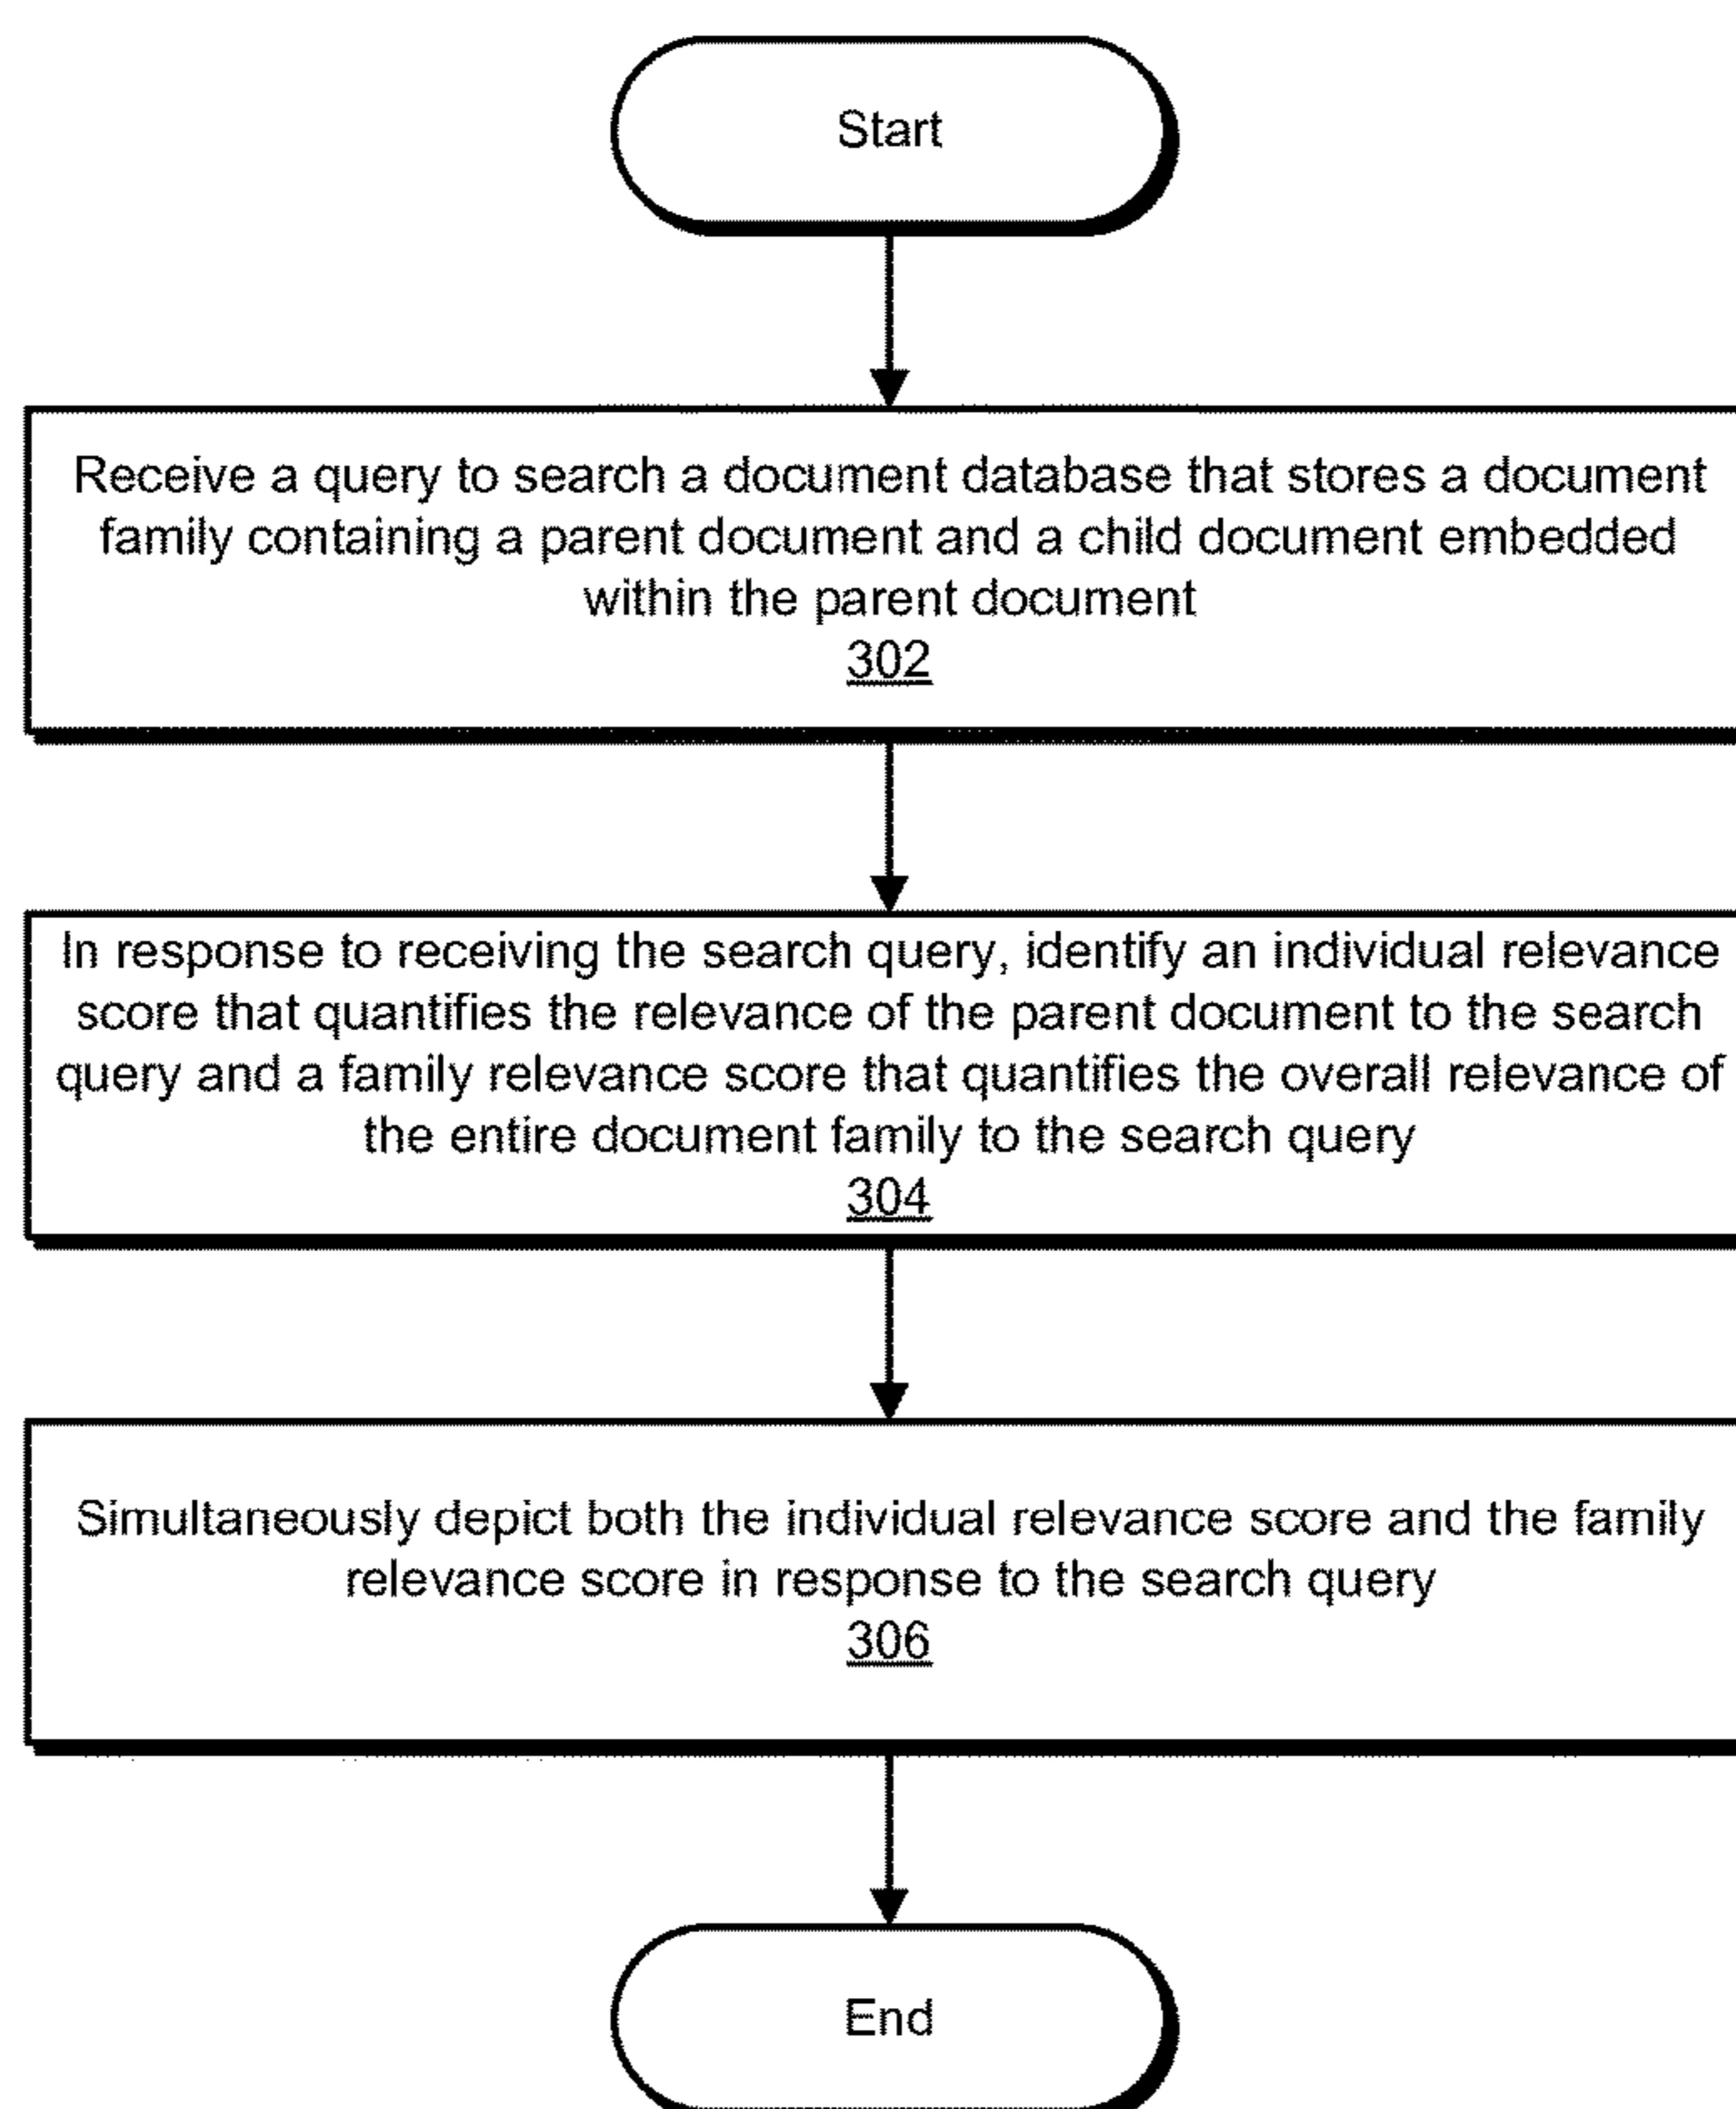 Start
Receive a query to search a document database that stores a document
family containing a parent document and a child document embedded
within the parent document
302
In response to receiving the search query, identify an individual relevance
score that quantifies the relevance of the parent document to the search
query and a family relevance score that quantifies the overall relevance of
the entire document family to the search query
304
Simultaneously depict both the individual relevance score and the family
relevance score in response to the search query
306
End